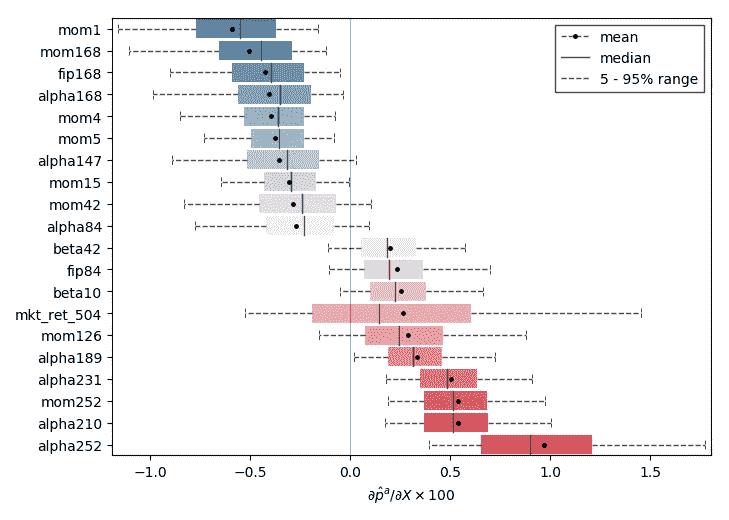 mom1
mom168
fip168
alpha168
mom4
mom5
alpha147
mom15
mom42
alpha84
beta42
fip84
beta10
mkt_ret_504
mom126
alpha189
alpha231
mom252
alpha210
alpha252
mean
median
5 - 95% range
−1.0 −0.5 0.0 0.5 1.0 1.5
∂p̂ᵃ/∂X × 100